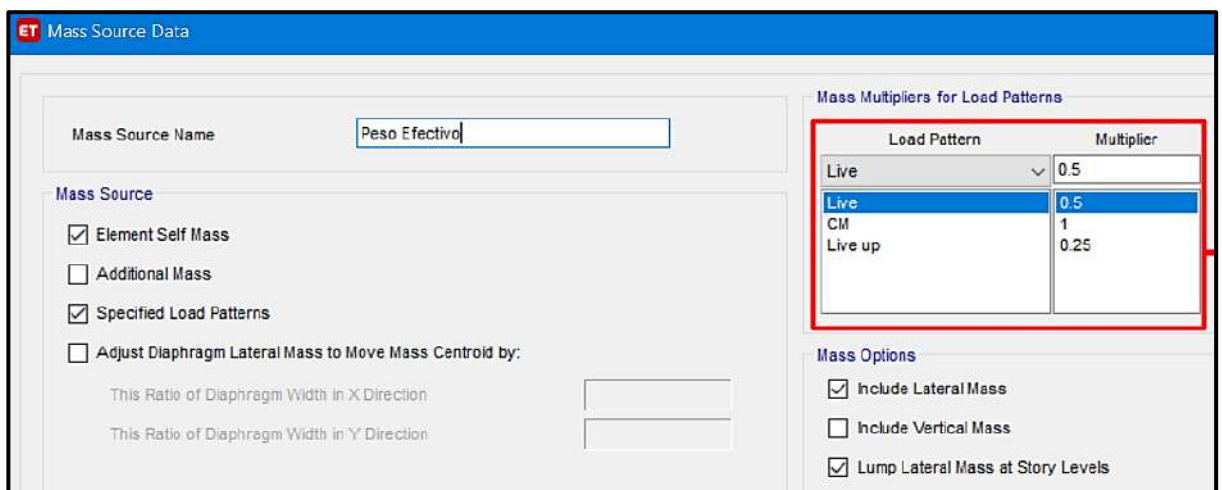 ET Mass Source Data
Mass Source Name
Peso Efectivo
Mass Source
Element Self Mass
Additional Mass
Specified Load Patterns
Adjust Diaphragm Lateral Mass to Move Mass Centroid by:
This Ratio of Diaphragm Width in X Direction
This Ratio of Diaphragm Width in Y Direction
Mass Multipliers for Load Patterns
Load Pattern Multiplier
Live 0.5
Live 0.5
CM 1
Live up 0.25
Mass Options
Include Lateral Mass
Include Vertical Mass
Lump Lateral Mass at Story Levels